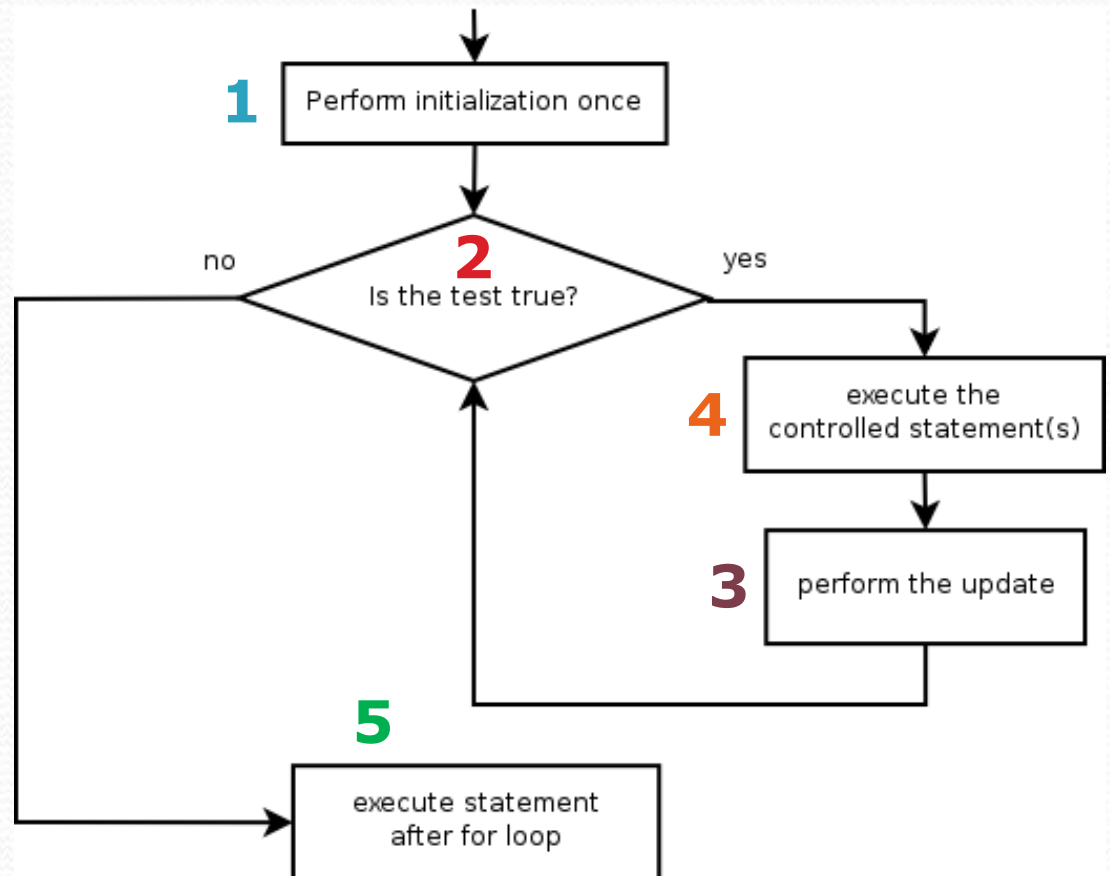 1
Perform initialization once
2
no
yes
Is the test true?
4
execute the
controlled statement(s)
3
perform the update
5
execute statement
after for loop